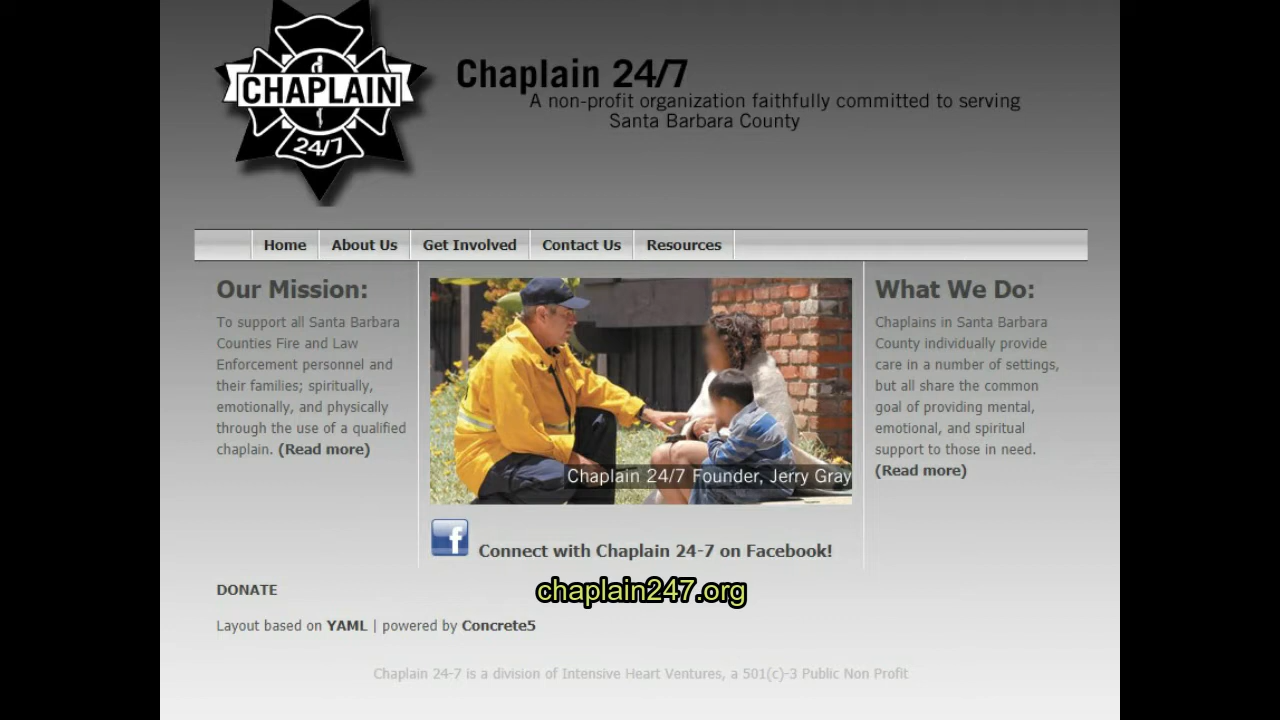 CHAPLAIN
24/7
Chaplain 24/7
A non-profit organization faithfully committed to serving
Santa Barbara County
Home About Us Get Involved Contact Us Resources
Our Mission:
To support all Santa Barbara
Counties Fire and Law
Enforcement personnel and
their families; spiritually,
emotionally, and physically
through the use of a qualified
chaplain. (Read more)
Chaplain 24/7 Founder, Jerry Gray
f
Connect with Chaplain 24-7 on Facebook!
What We Do:
Chaplains in Santa Barbara
County individually provide
care in a number of settings,
but all share the common
goal of providing mental,
emotional, and spiritual
support to those in need.
(Read more)
DONATE
chaplain247.org
Layout based on YAML | powered by Concrete5
Chaplain 24-7 is a division of Intensive Heart Ventures, a 501(c)-3 Public Non Profit